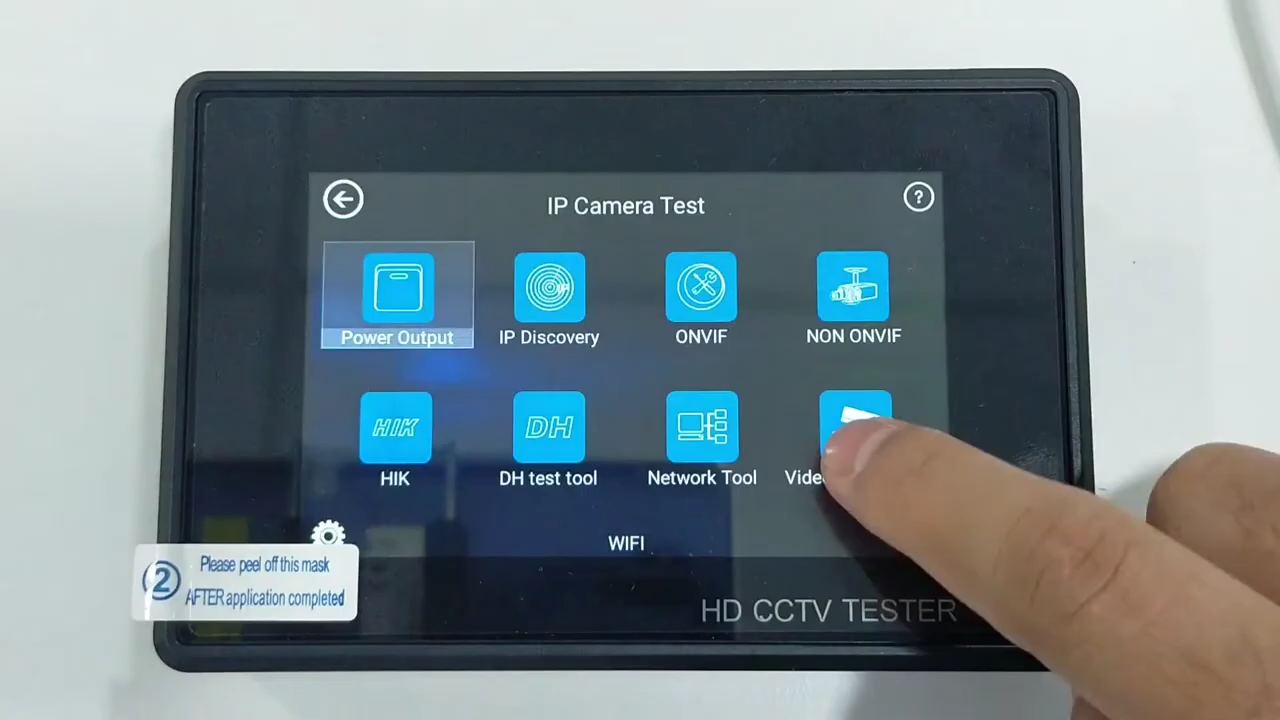 IP Camera Test
?
Power Output
IP Discovery
ONVIF
NON ONVIF
HIK
DH
HIK
DH test tool
Network Tool
WIFI
2
Please peel off this mask
AFTER application completed
HD CCTV TESTER